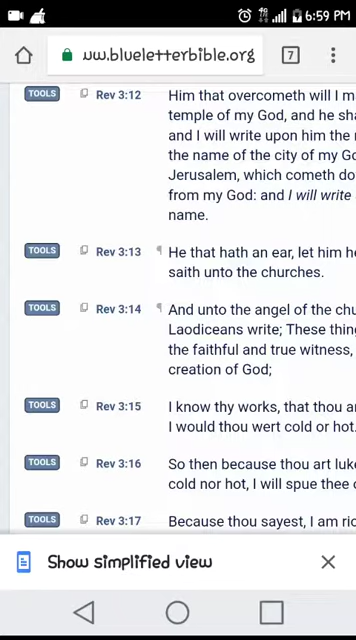 6:59 PM
ww.blueletterbible.org
7
TOOLS Rev 3:12 Him that overcometh will I m
temple of my God, and he sha
and I will write upon him the
the name of the city of my Go
Jerusalem, which cometh do
from my God: and I will write
name.
TOOLS Rev 3:13 ¶ He that hath an ear, let him he
saith unto the churches.
TOOLS Rev 3:14 ¶ And unto the angel of the chu
Laodiceans write; These thing
the faithful and true witness,
creation of God;
TOOLS Rev 3:15 I know thy works, that thou ar
I would thou wert cold or hot.
TOOLS Rev 3:16 So then because thou art luke
cold nor hot, I will spue thee o
TOOLS Rev 3:17 Because thou sayest, I am ric
Show simplified view